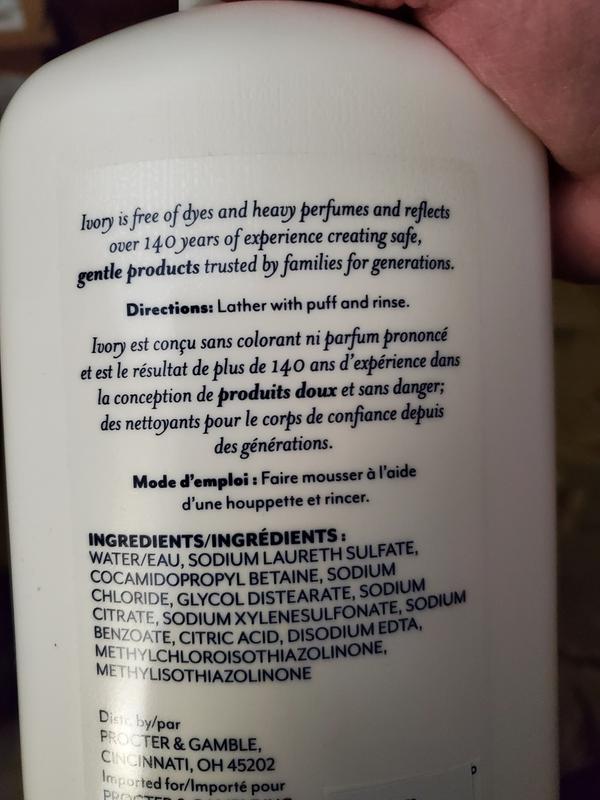 Ivory is free of dyes and heavy perfumes and reflects
over 140 years of experience creating safe,
gentle products trusted by families for generations.
Directions: Lather with puff and rinse.
Ivory est conçu sans colorant ni parfum prononcé
et est le résultat de plus de 140 ans d'expérience dans
la conception de produits doux et sans danger;
des nettoyants pour le corps de confiance depuis
des générations.
Mode d'emploi : Faire mousser à l'aide
d'une houppette et rincer.
INGREDIENTS/INGRÉDIENTS :
WATER/EAU, SODIUM LAURETH SULFATE,
COCAMIDOPROPYL BETAINE, SODIUM
CHLORIDE, GLYCOL DISTEARATE, SODIUM
CITRATE, SODIUM XYLENESULFONATE, SODIUM
BENZOATE, CITRIC ACID, DISODIUM EDTA,
METHYLCHLOROISOTHIAZOLINONE,
METHYLISOTHIAZOLINONE
Distr. by/par
PROCTER & GAMBLE,
CINCINNATI, OH 45202
Imported for/Importé pour